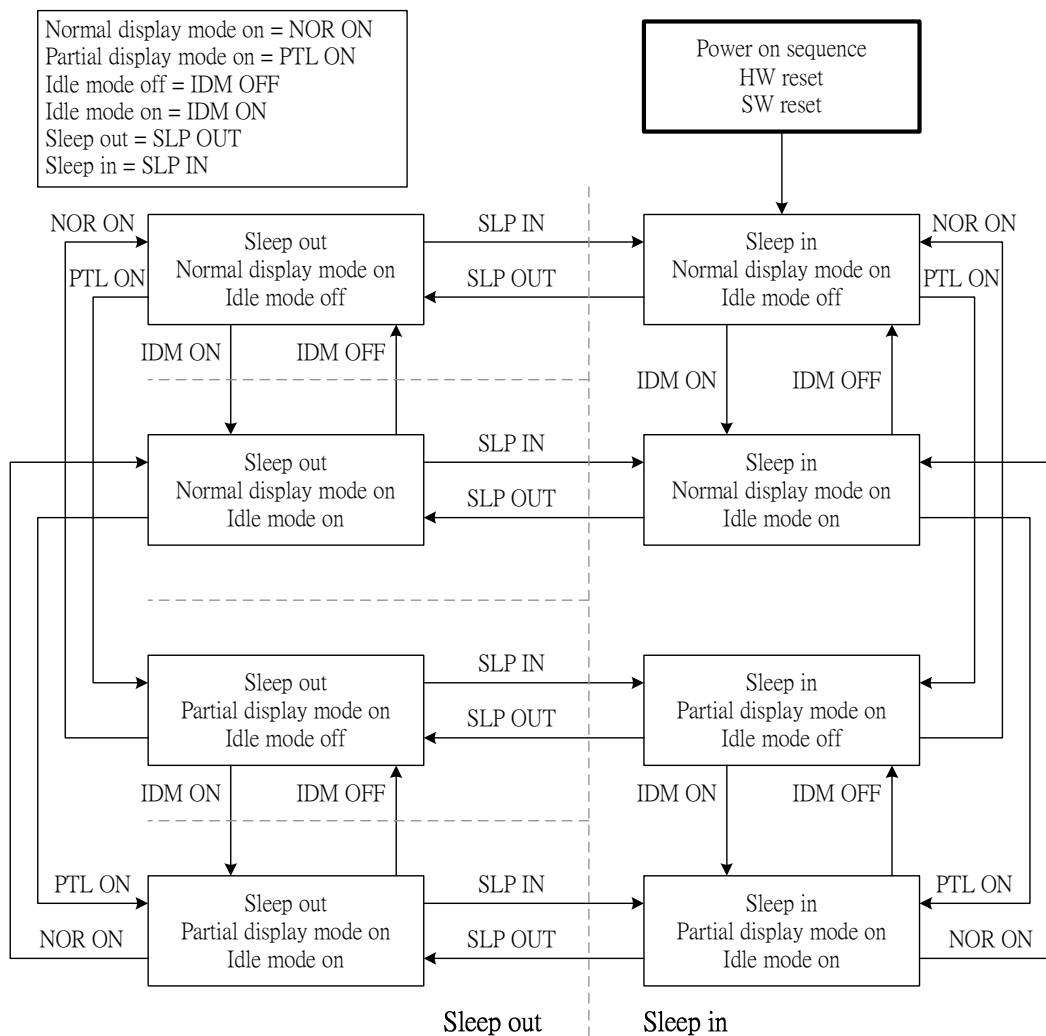 Normal display mode on = NOR ON
Partial display mode on = PTL ON
Idle mode off = IDM OFF
Idle mode on = IDM ON
Sleep out = SLP OUT
Sleep in = SLP IN
Power on sequence
HW reset
SW reset
NOR ON
PTL ON
Sleep out
Normal display mode on
Idle mode off
SLP IN
SLP OUT
Sleep in
Normal display mode on
Idle mode off
NOR ON
PTL ON
IDM ON
IDM OFF
IDM ON
IDM OFF
Sleep out
Normal display mode on
Idle mode on
SLP IN
SLP OUT
Sleep in
Normal display mode on
Idle mode on
Sleep out
Partial display mode on
Idle mode off
SLP IN
SLP OUT
Sleep in
Partial display mode on
Idle mode off
IDM ON
IDM OFF
IDM ON
IDM OFF
PTL ON
NOR ON
Sleep out
Partial display mode on
Idle mode on
SLP IN
SLP OUT
Sleep in
Partial display mode on
Idle mode on
PTL ON
NOR ON
Sleep out
Sleep in